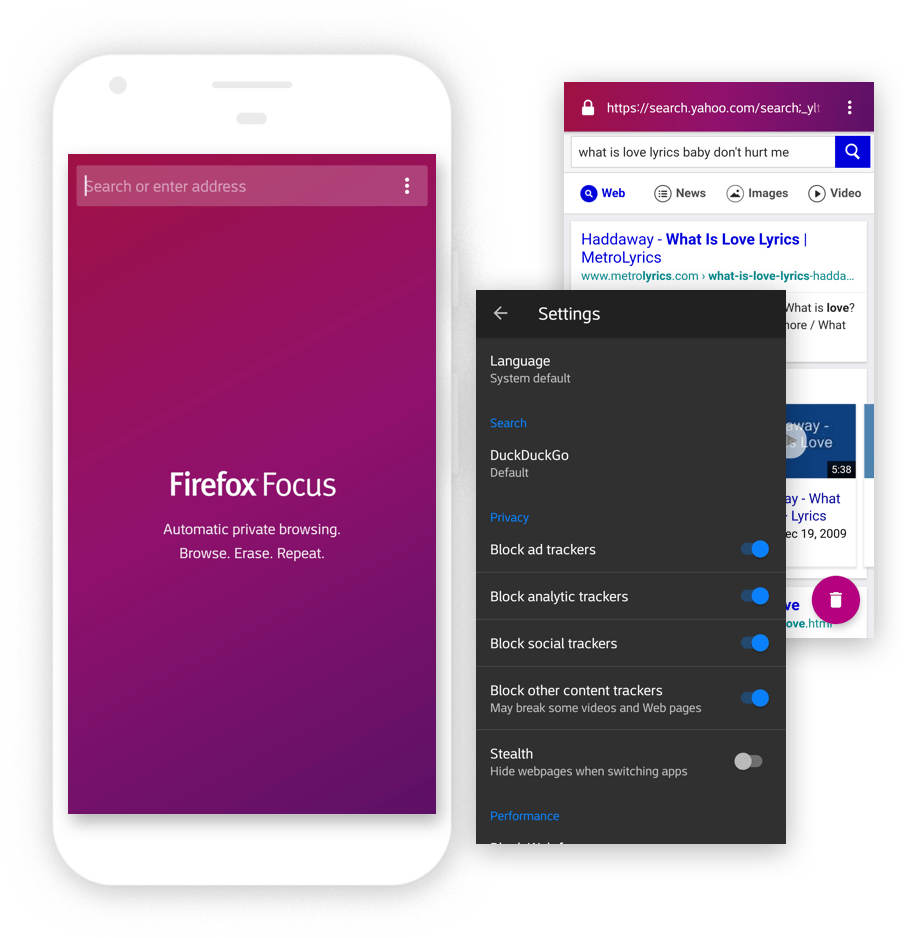 Search or enter address
Firefox Focus
Automatic private browsing.
Browse. Erase. Repeat.
https://search.yahoo.com/search;_ylt
what is love lyrics baby don't hurt me
Web News Images Video
Haddaway - What Is Love Lyrics |
MetroLyrics
www.metrolyrics.com › what-is-love-lyrics-hadda...
What is love?
more / What
away -
s Love
5:38
ay - What
- Lyrics
ec 19, 2009
ve
ove.html
Settings
Language
System default
Search
DuckDuckGo
Default
Privacy
Block ad trackers
Block analytic trackers
Block social trackers
Block other content trackers
May break some videos and Web pages
Stealth
Hide webpages when switching apps
Performance